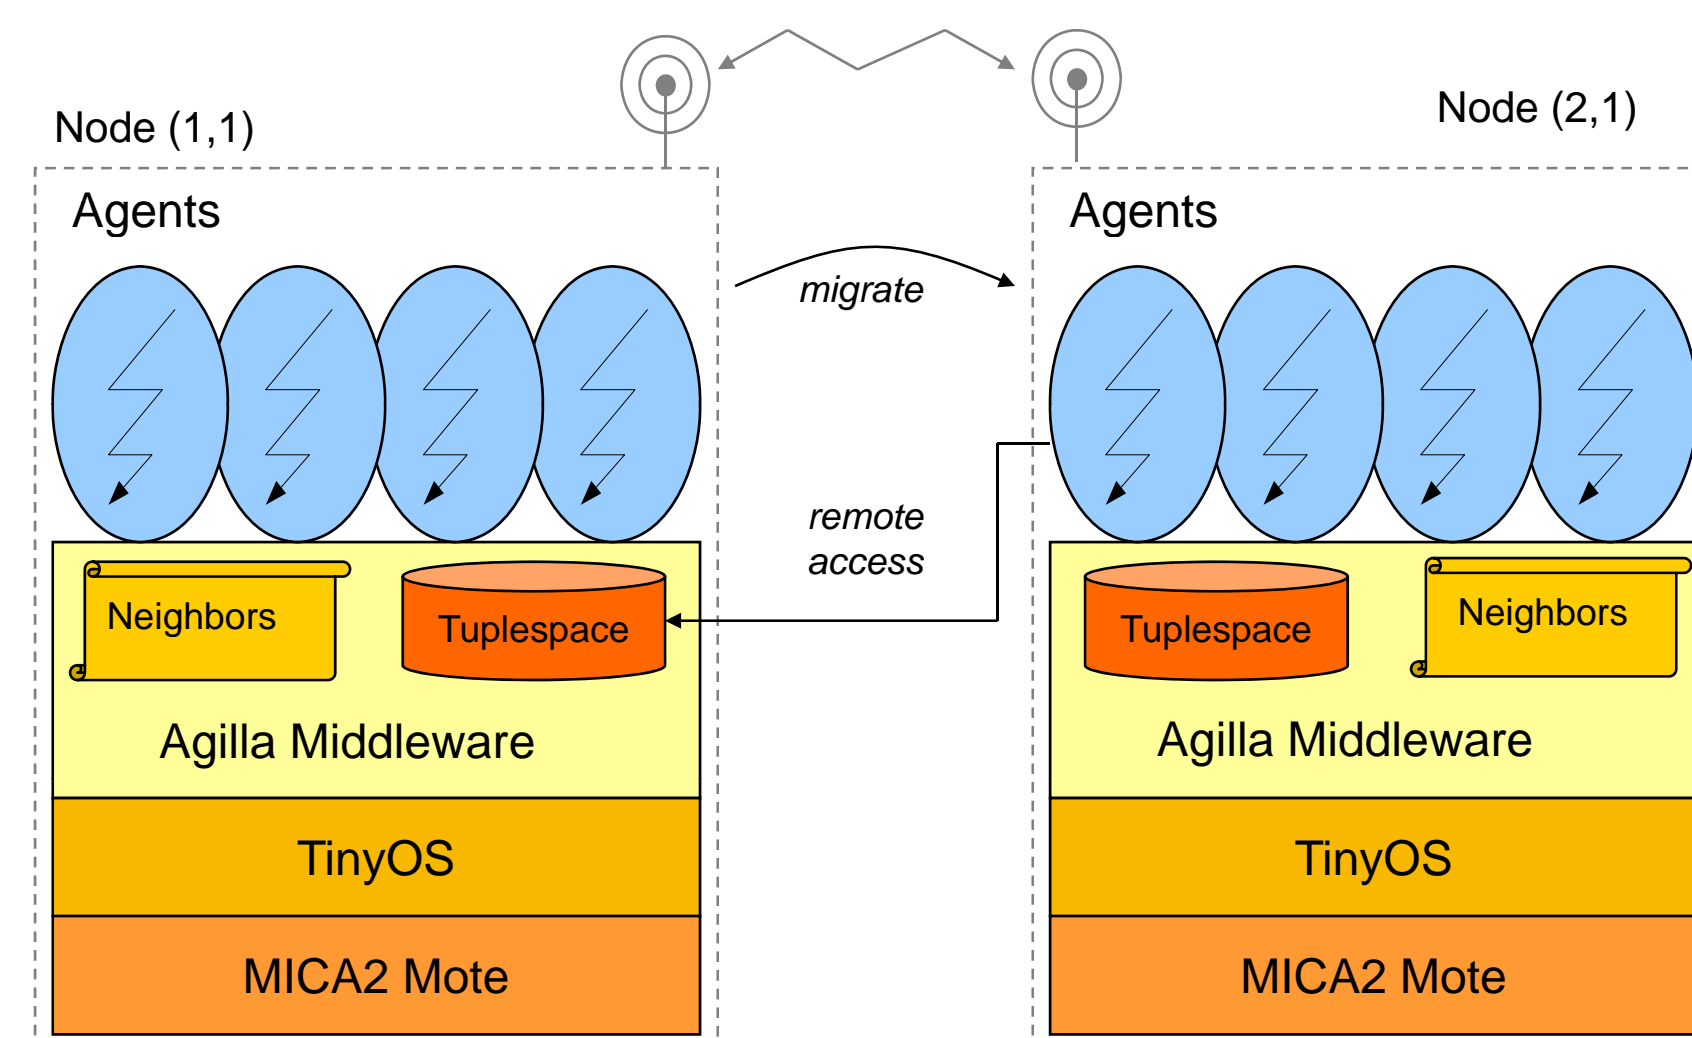 Node (1,1)
Node (2,1)
Agents
Agents
migrate
remote
access
Neighbors
Tuplespace
Tuplespace
Neighbors
Agilla Middleware
Agilla Middleware
TinyOS
TinyOS
MICA2 Mote
MICA2 Mote